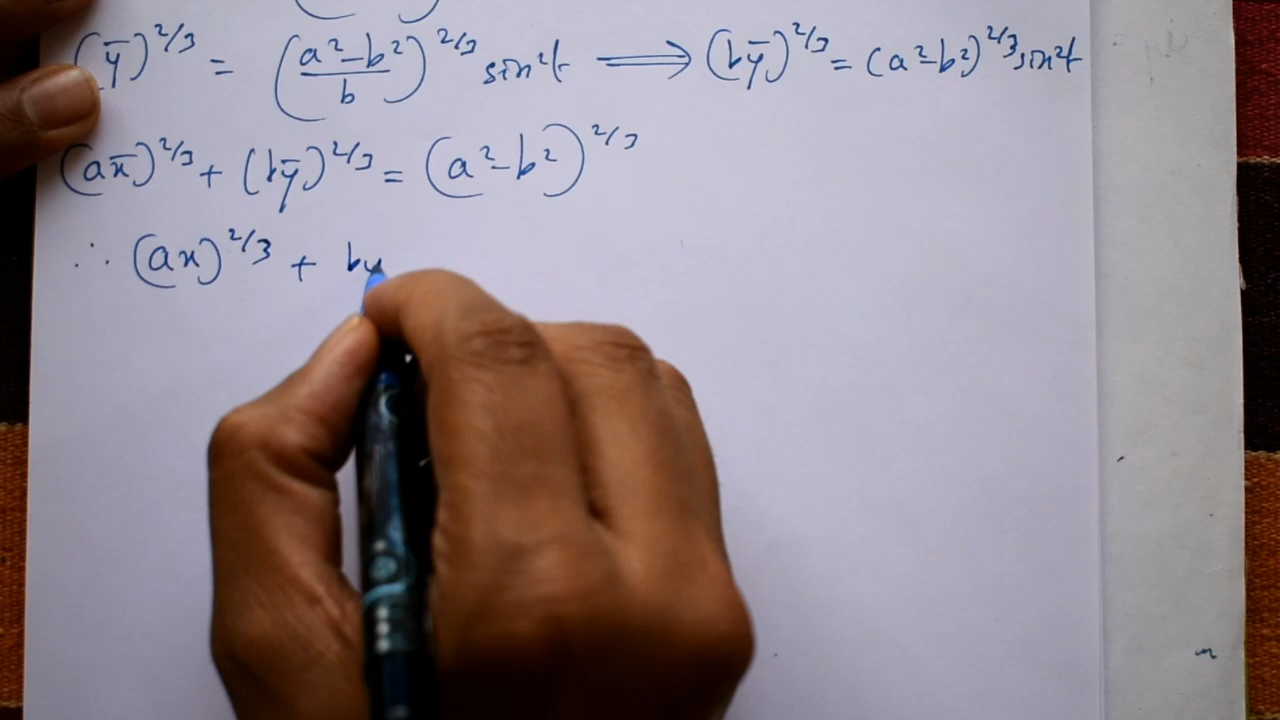 (ȳ)^2/3 = ((a²-b²)/b)^2/3 sin²t ⟹ (bȳ)^2/3 = (a²-b²)^2/3 sin²t
(ax̄)^2/3 + (bȳ)^2/3 = (a²-b²)^2/3
∴ (ax)^2/3 + by